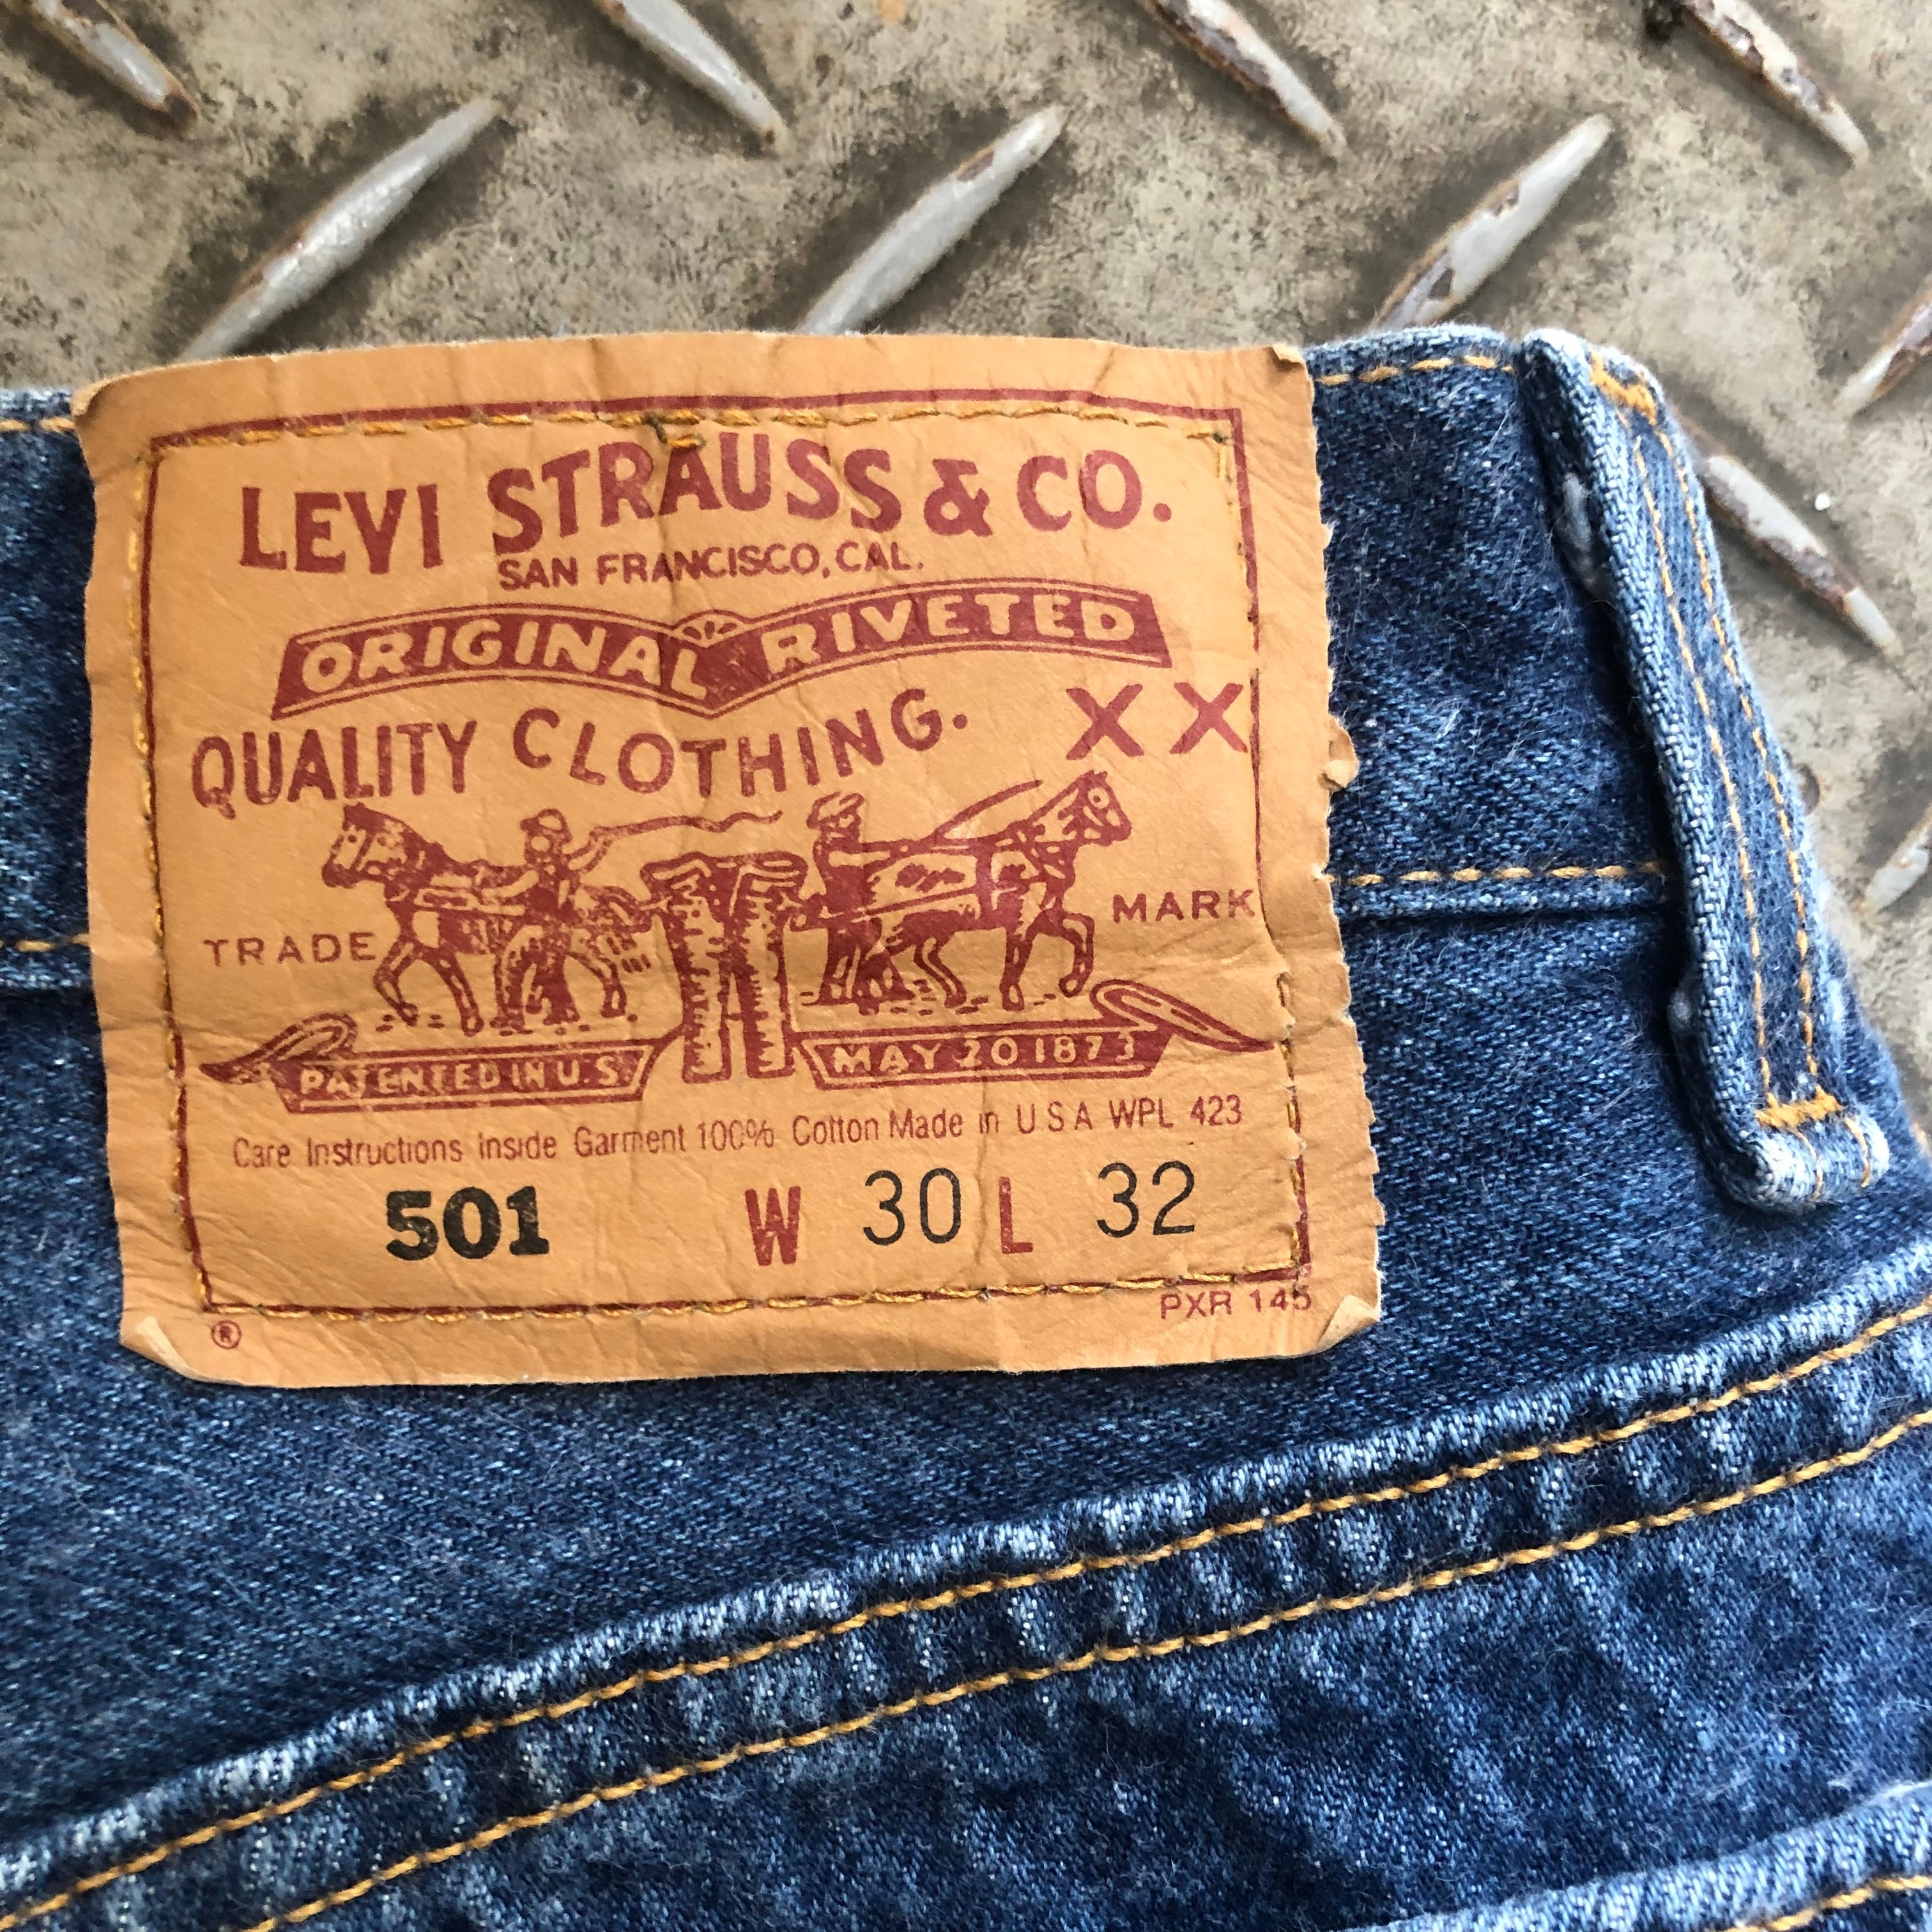 LEVI STRAUSS & CO.
SAN FRANCISCO, CAL.
ORIGINAL RIVETED
QUALITY CLOTHING. XX
TRADE MARK
PATENTED IN U.S. MAY 20 1873
Care Instructions Inside Garment 100% Cotton Made in U S A WPL 423
501 W 30 L 32
PXR 145
®